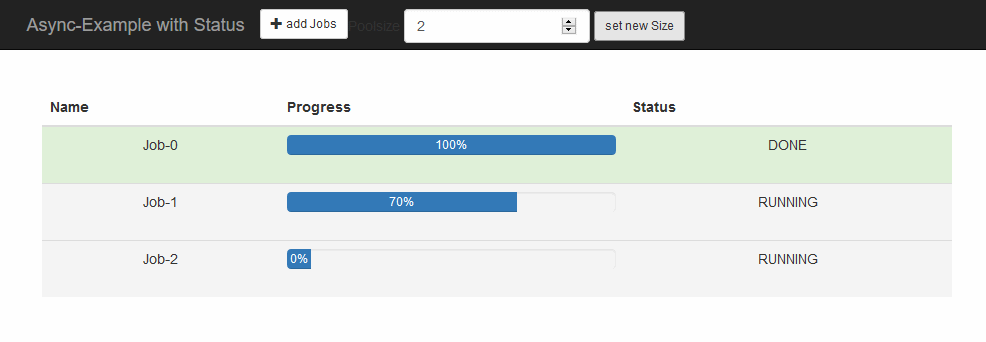 Async-Example with Status add Jobs Poolsize 2 set new Size
Name Progress Status
Job-0 100% DONE
Job-1 70% RUNNING
Job-2 0% RUNNING